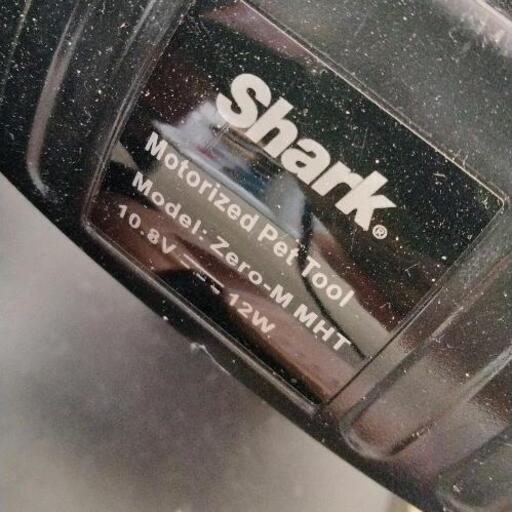 Shark®
Motorized Pet Tool
Model: Zero-M MHT
10.8V ⎓ 12W